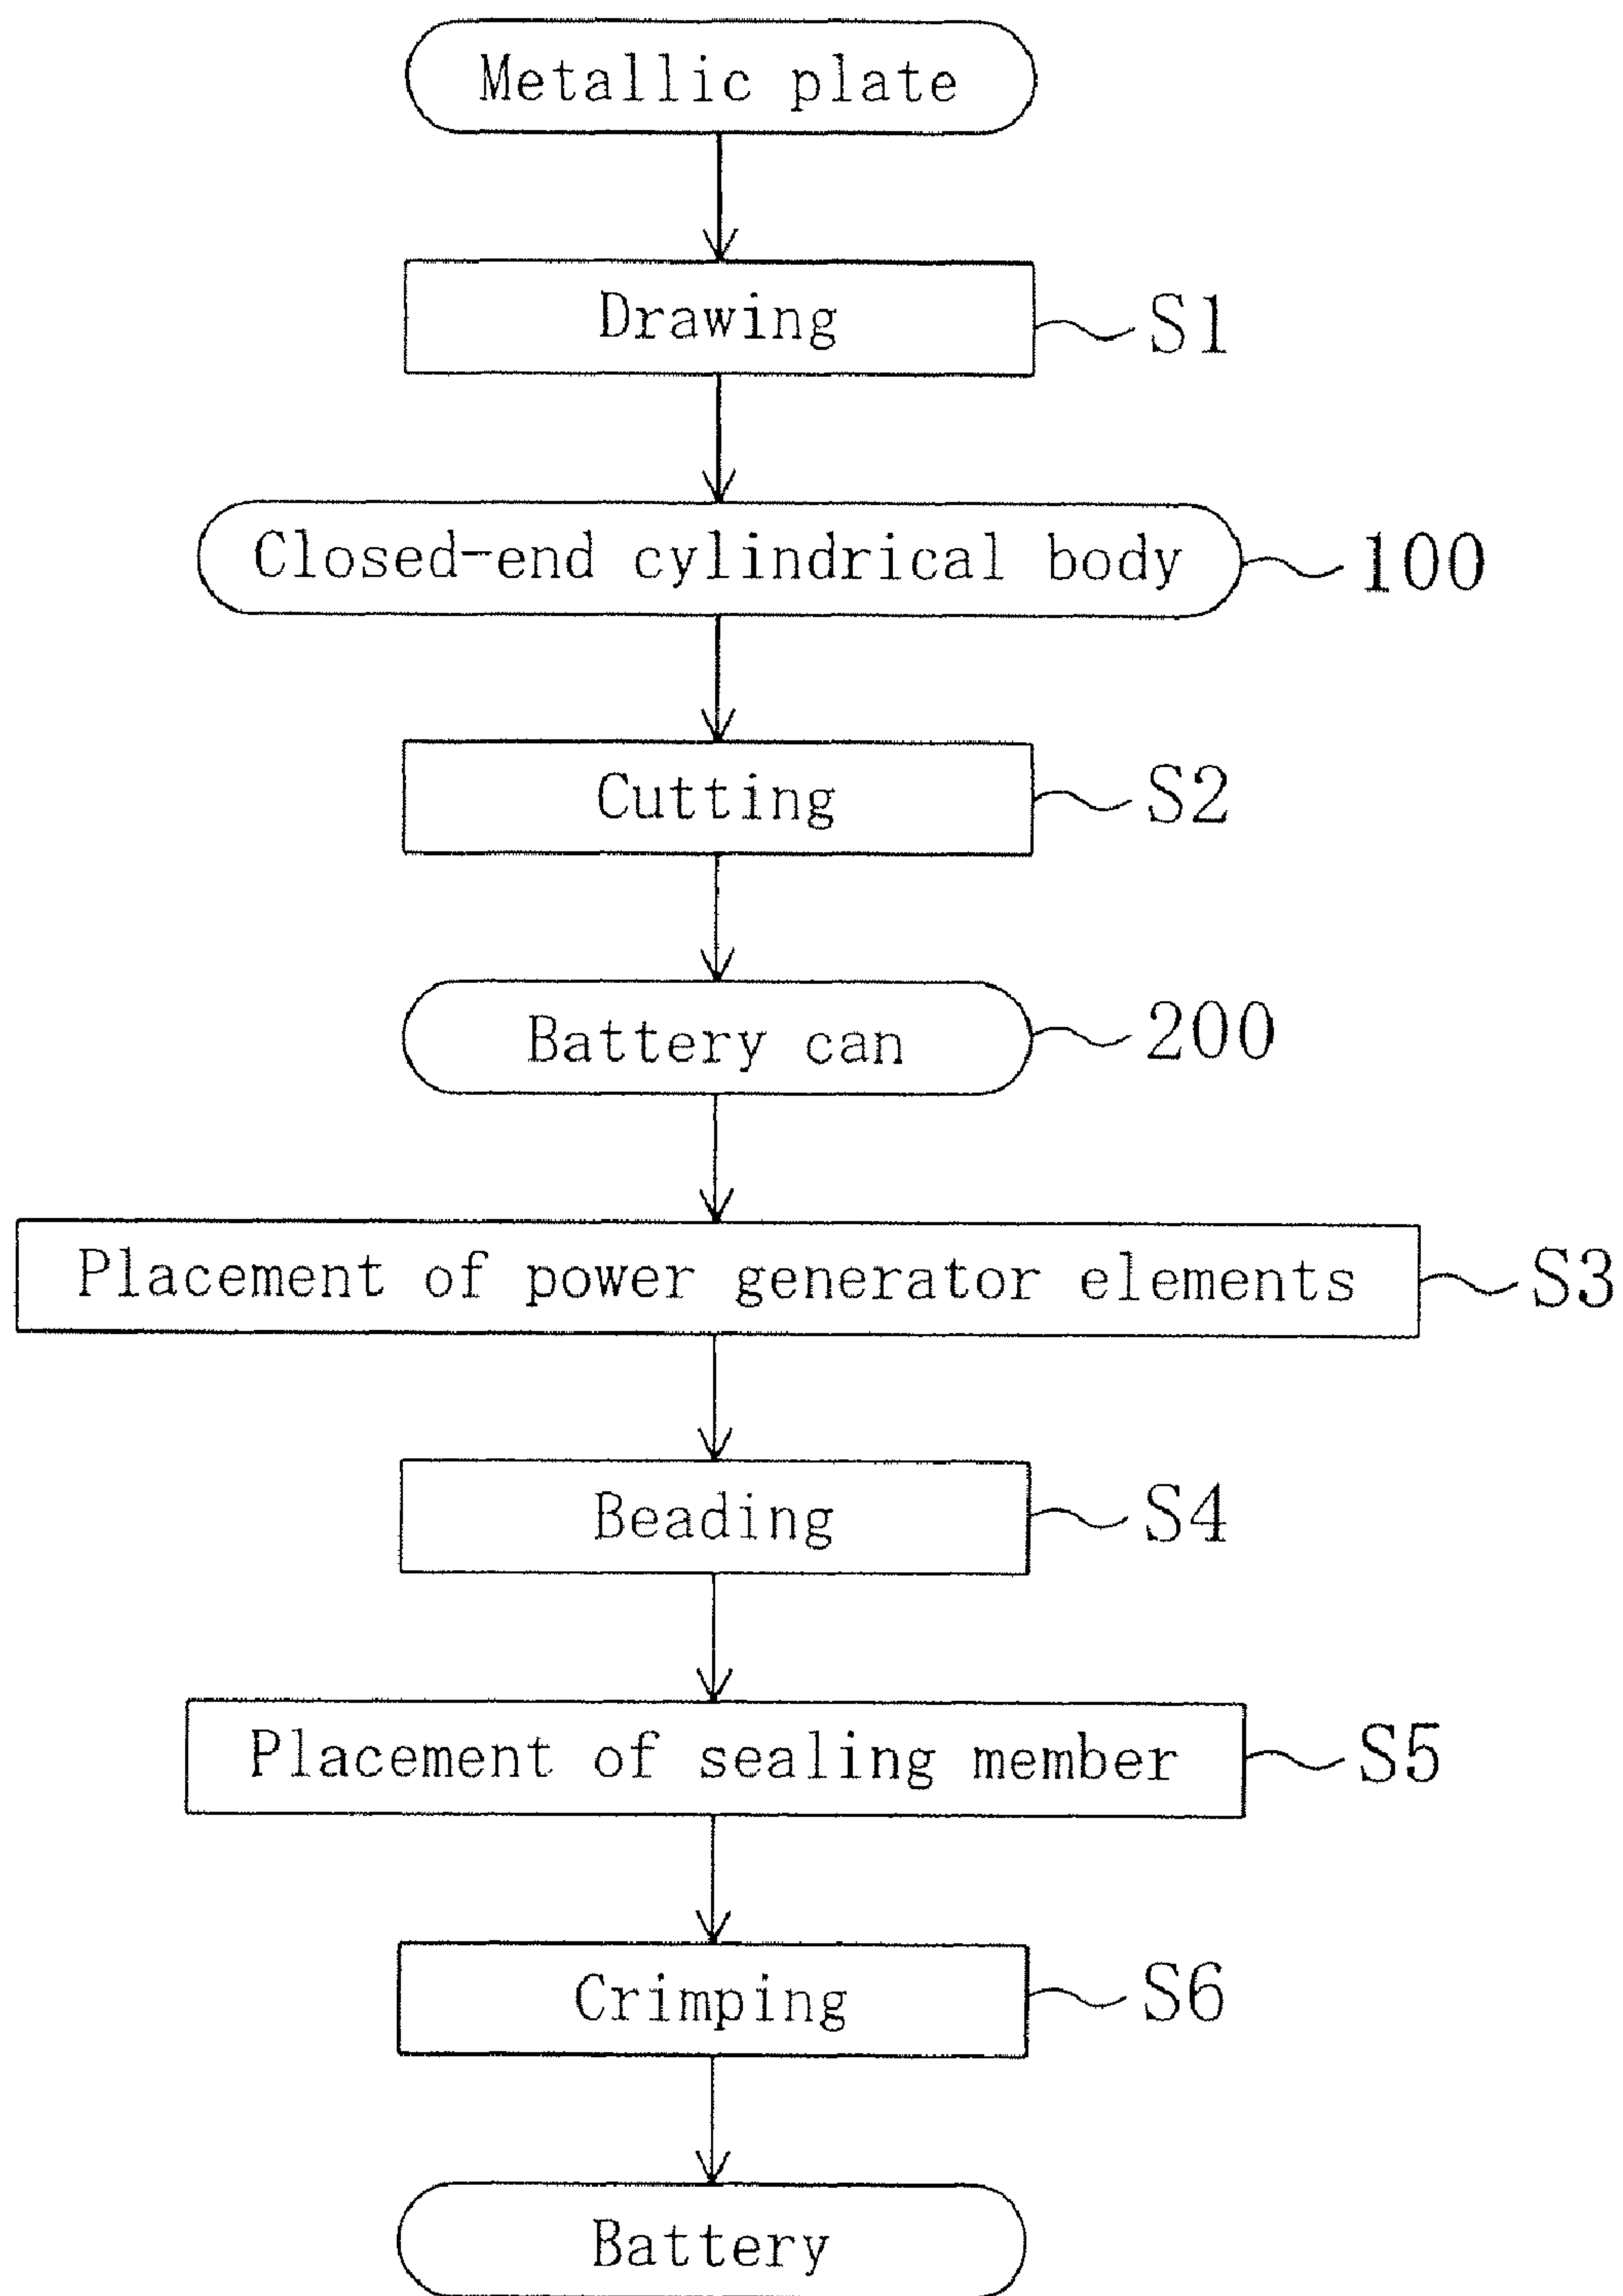 Metallic plate
Drawing
S1
Closed-end cylindrical body
100
Cutting
S2
Battery can
200
Placement of power generator elements
S3
Beading
S4
Placement of sealing member
S5
Crimping
S6
Battery